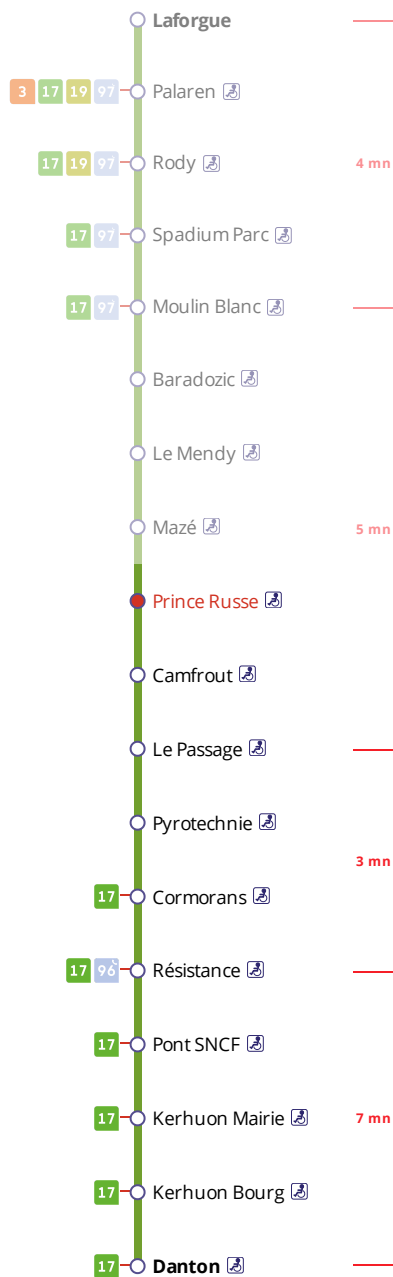 Laforgue
3 17 19 97 Palaren
17 19 97 Rody 4 mn
17 97 Spadium Parc
17 97 Moulin Blanc
Baradozic
Le Mendy
Mazé 5 mn
Prince Russe
Camfrout
Le Passage
Pyrotechnie
3 mn
17 Cormorans
17 96 Résistance
17 Pont SNCF
17 Kerhuon Mairie 7 mn
17 Kerhuon Bourg
17 Danton